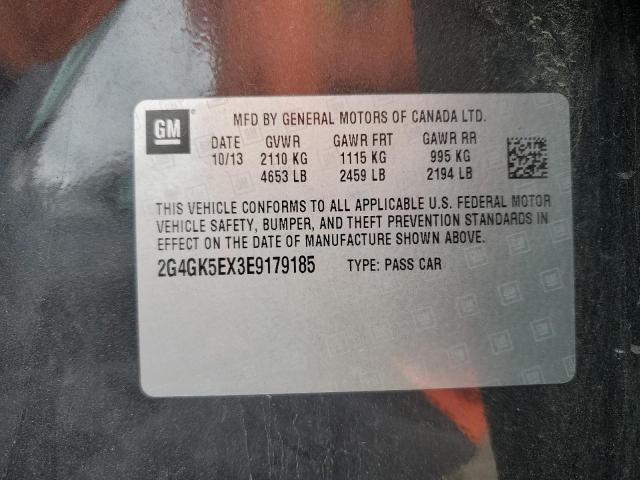 MFD BY GENERAL MOTORS OF CANADA LTD.
GM
DATE GVWR GAWR FRT GAWR RR
10/13 2110 KG 1115 KG 995 KG
4653 LB 2459 LB 2194 LB
THIS VEHICLE CONFORMS TO ALL APPLICABLE U.S. FEDERAL MOTOR
VEHICLE SAFETY, BUMPER, AND THEFT PREVENTION STANDARDS IN
EFFECT ON THE DATE OF MANUFACTURE SHOWN ABOVE.
2G4GK5EX3E9179185 TYPE: PASS CAR